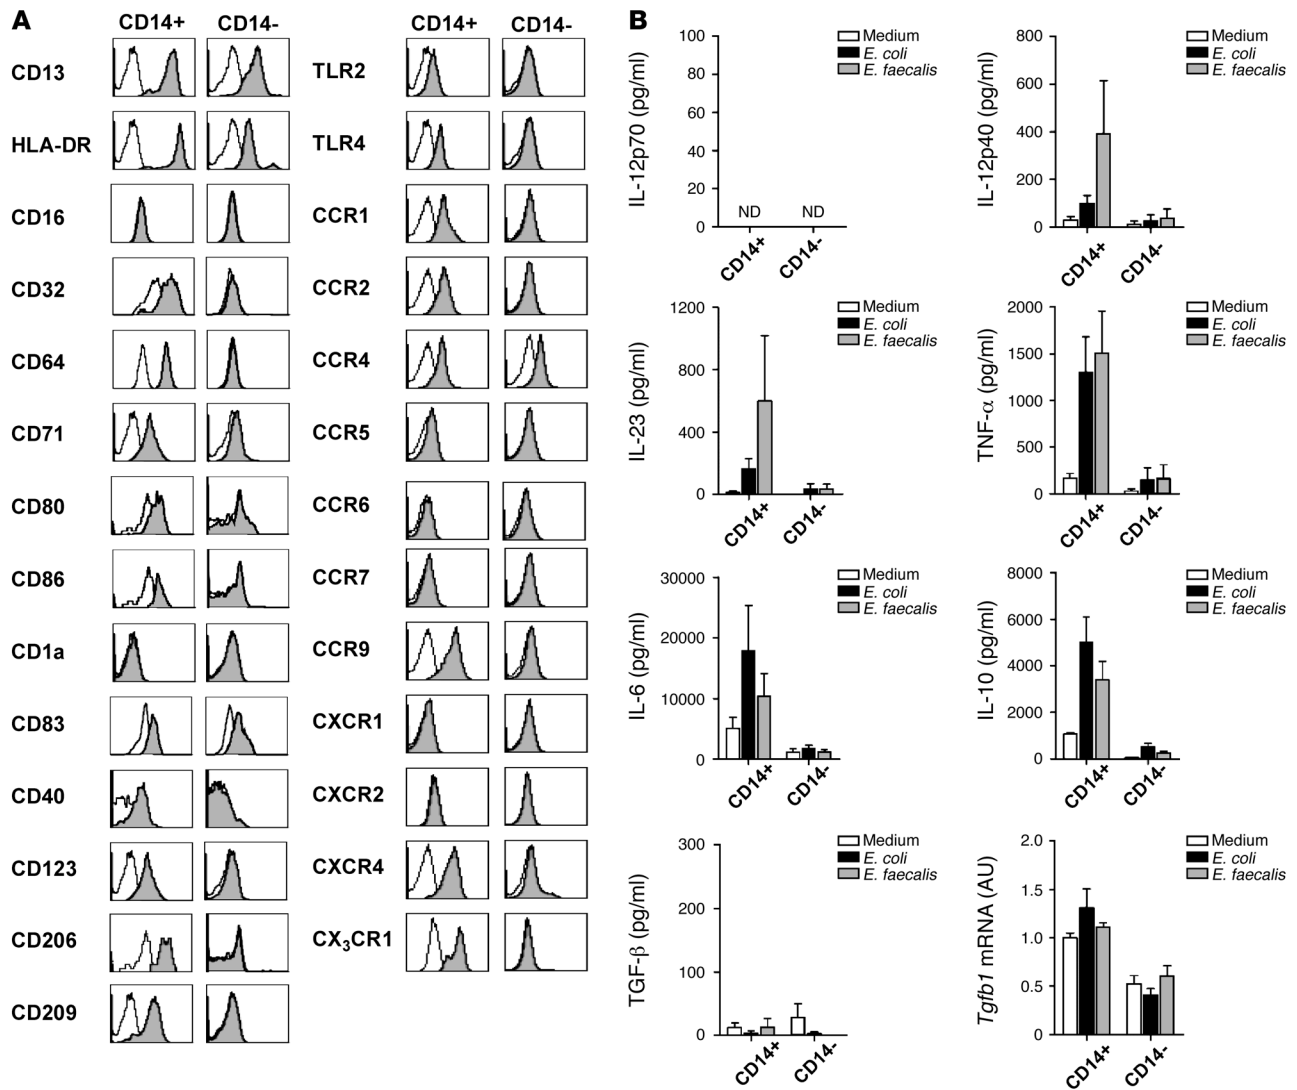 A
CD14+ CD14-
CD14+ CD14-
CD13
HLA-DR
CD16
CD32
CD64
CD71
CD80
CD86
CD1a
CD83
CD40
CD123
CD206
CD209
TLR2
TLR4
CCR1
CCR2
CCR4
CCR5
CCR6
CCR7
CCR9
CXCR1
CXCR2
CXCR4
CX3CR1
B
IL-12p70 (pg/ml)
100
80
60
40
20
0
ND ND
CD14+ CD14-
Medium
E. coli
E. faecalis
IL-12p40 (pg/ml)
800
600
400
200
0
CD14+ CD14-
Medium
E. coli
E. faecalis
IL-23 (pg/ml)
1200
800
400
0
CD14+ CD14-
Medium
E. coli
E. faecalis
TNF-α (pg/ml)
2000
1500
1000
500
0
CD14+ CD14-
Medium
E. coli
E. faecalis
IL-6 (pg/ml)
30000
20000
10000
0
CD14+ CD14-
Medium
E. coli
E. faecalis
IL-10 (pg/ml)
8000
6000
4000
2000
0
CD14+ CD14-
Medium
E. coli
E. faecalis
TGF-β (pg/ml)
300
200
100
0
CD14+ CD14-
Medium
E. coli
E. faecalis
Tgfb1 mRNA (AU)
2.0
1.5
1.0
0.5
0
CD14+ CD14-
Medium
E. coli
E. faecalis